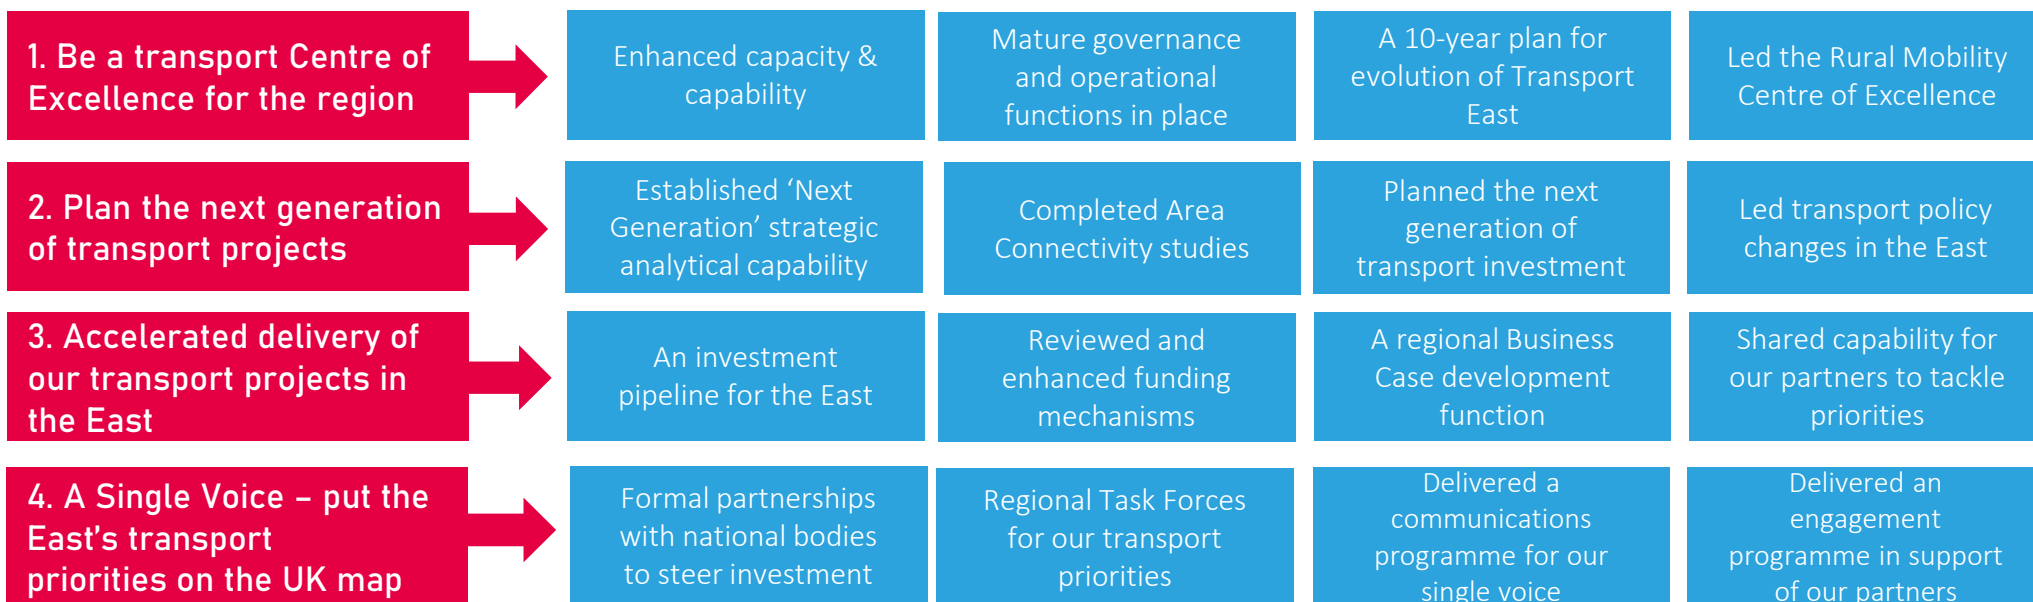 1. Be a transport Centre of
Excellence for the region
Enhanced capacity &
capability
Mature governance
and operational
functions in place
A 10-year plan for
evolution of Transport
East
Led the Rural Mobility
Centre of Excellence
2. Plan the next generation
of transport projects
Established ‘Next
Generation’ strategic
analytical capability
Completed Area
Connectivity studies
Planned the next
generation of
transport investment
Led transport policy
changes in the East
3. Accelerated delivery of
our transport projects in
the East
An investment
pipeline for the East
Reviewed and
enhanced funding
mechanisms
A regional Business
Case development
function
Shared capability for
our partners to tackle
priorities
4. A Single Voice – put the
East’s transport
priorities on the UK map
Formal partnerships
with national bodies
to steer investment
Regional Task Forces
for our transport
priorities
Delivered a
communications
programme for our
single voice
Delivered an
engagement
programme in support
of our partners